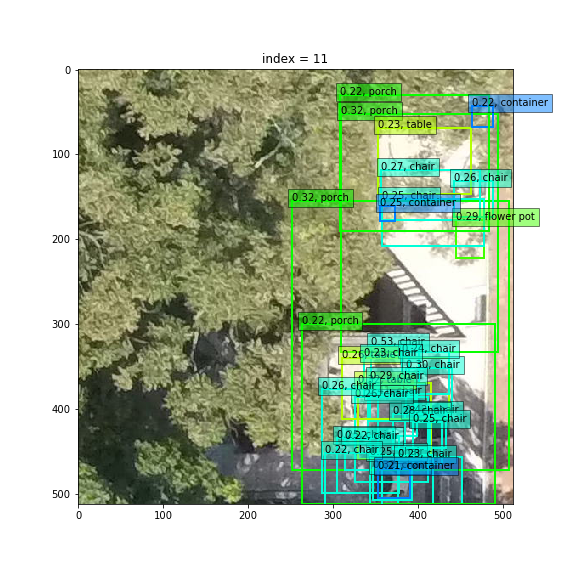 index = 11
0
100
200
300
400
500
0
100
200
300
400
500
0.22, porch
0.22, container
0.32, porch
0.23, table
0.27, chair
0.26, chair
0.25, chair
0.25, container
0.32, porch
0.29, flower pot
0.22, porch
0.53, chair
0.23, chair
0.30, chair
0.29, chair
0.26, chair
0.26, chair
0.28, chair
0.25, chair
0.22, chair
0.22, chair
0.23, chair
0.21, container